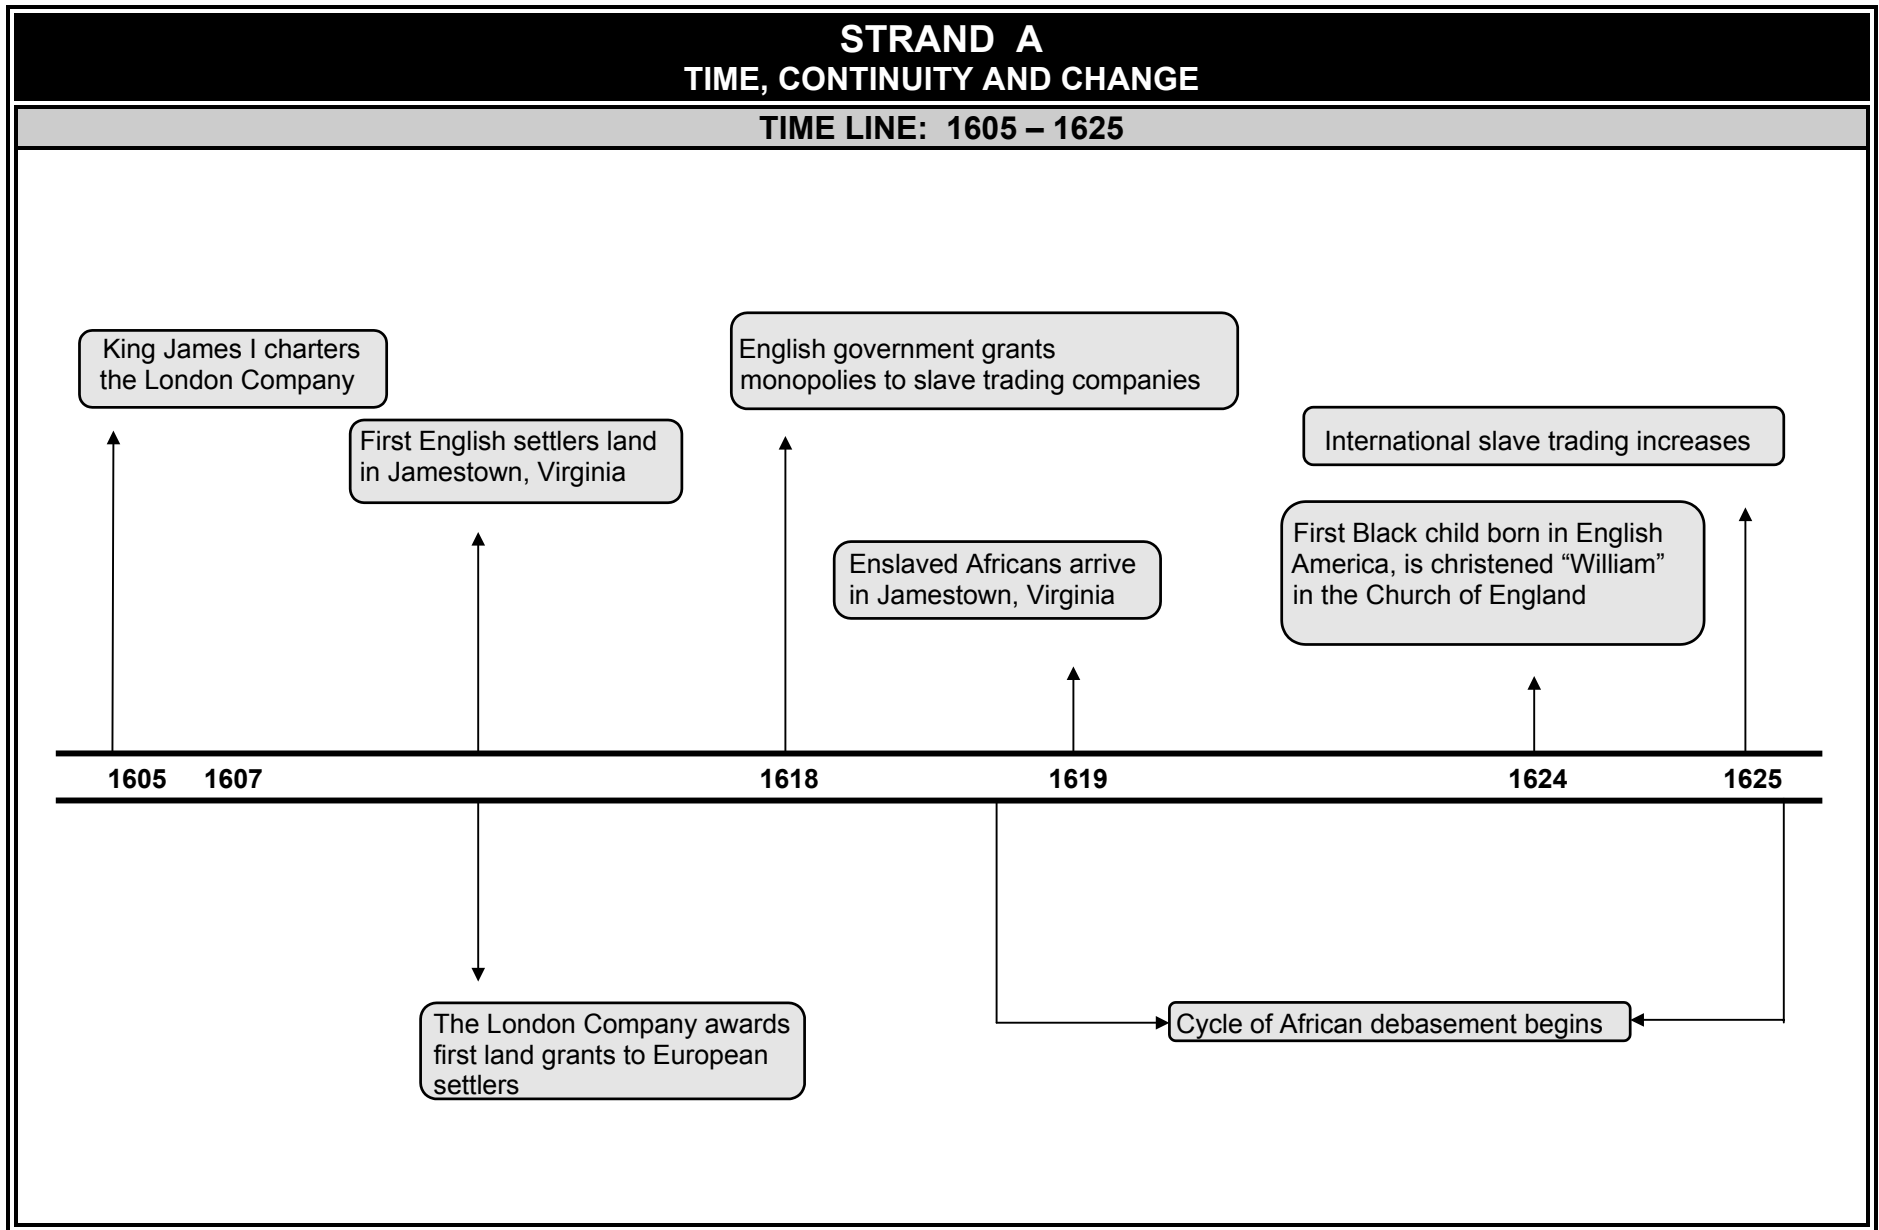 STRAND A
TIME, CONTINUITY AND CHANGE
TIME LINE: 1605 – 1625
King James I charters
the London Company
First English settlers land
in Jamestown, Virginia
English government grants
monopolies to slave trading companies
Enslaved Africans arrive
in Jamestown, Virginia
International slave trading increases
First Black child born in English
America, is christened “William”
in the Church of England
1605 1607 1618 1619 1624 1625
The London Company awards
first land grants to European
settlers
Cycle of African debasement begins